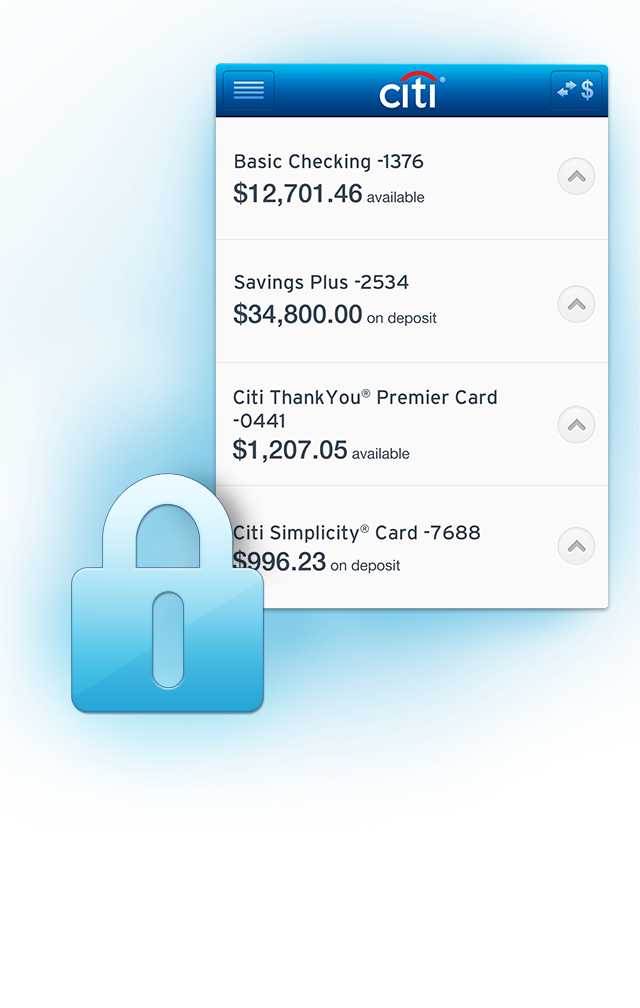 citi®
$
Basic Checking -1376
$12,701.46 available
Savings Plus -2534
$34,800.00 on deposit
Citi ThankYou® Premier Card
-0441
$1,207.05 available
Citi Simplicity® Card -7688
$996.23 on deposit